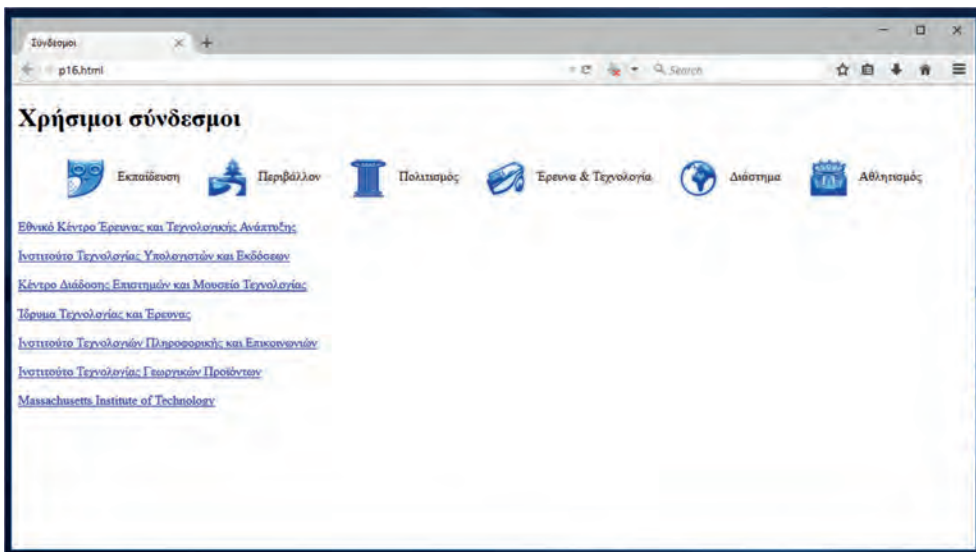 Σύνδεσμοι
p16.html
Search
Χρήσιμοι σύνδεσμοι
Εκπαίδευση Περιβάλλον Πολιτισμός Έρευνα & Τεχνολογία Διάστημα Αθλητισμός
Εθνικό Κέντρο Έρευνας και Τεχνολογικής Ανάπτυξης
Ινστιτούτο Τεχνολογίας Υπολογιστών και Εκδόσεων
Κέντρο Διάδοσης Επιστημών και Μουσείο Τεχνολογίας
Ίδρυμα Τεχνολογίας και Έρευνας
Ινστιτούτο Τεχνολογιών Πληροφορικής και Επικοινωνιών
Ινστιτούτο Τεχνολογίας Γεωργικών Προϊόντων
Massachusetts Institute of Technology